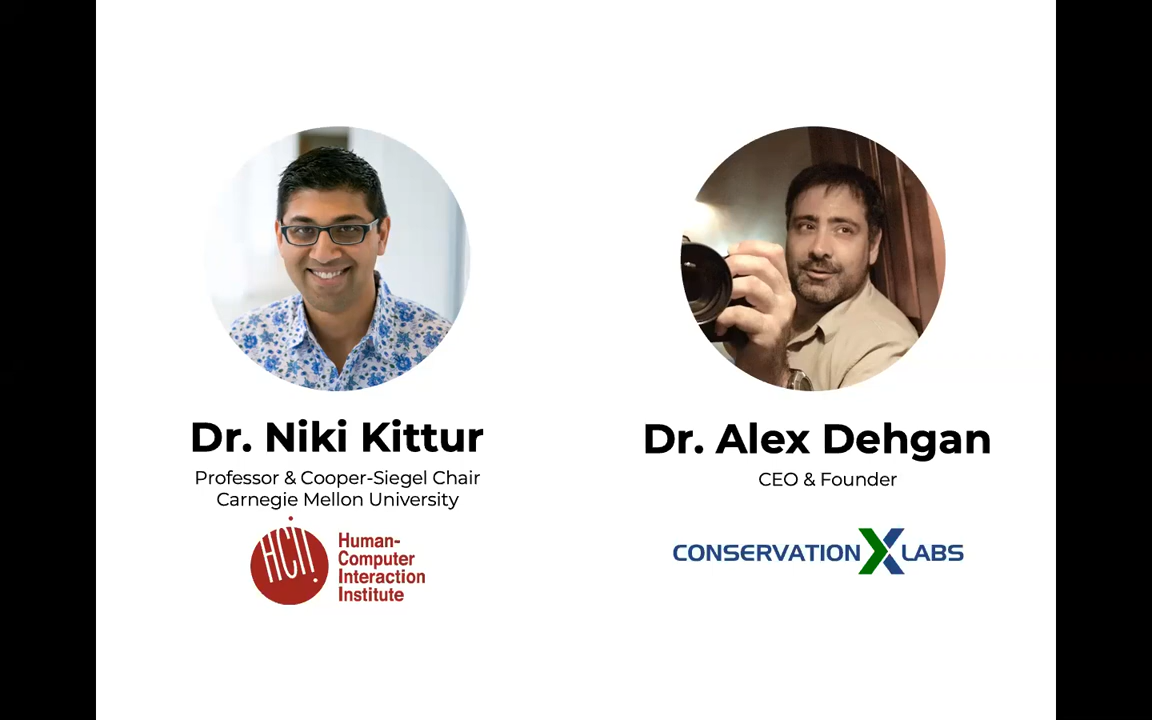 Dr. Niki Kittur
Professor & Cooper-Siegel Chair
Carnegie Mellon University
HCII
Human-
Computer
Interaction
Institute
Dr. Alex Dehgan
CEO & Founder
CONSERVATION X LABS